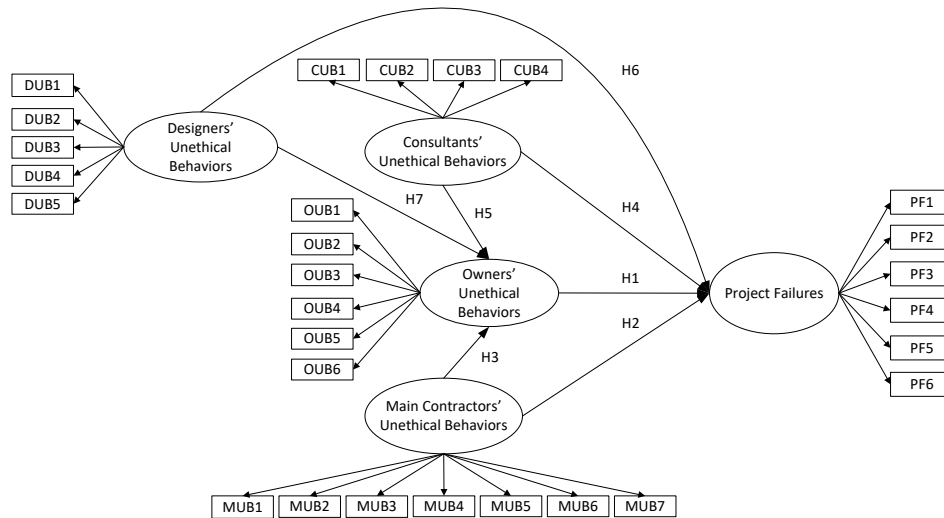 H6
CUB1
CUB2
CUB3
CUB4
DUB1
DUB2
DUB3
DUB4
DUB5
Designers'
Unethical
Behaviors
Consultants'
Unethical Behaviors
H7
H5
H4
OUB1
OUB2
OUB3
OUB4
OUB5
OUB6
Owners'
Unethical
Behaviors
H1
H2
H3
Project Failures
PF1
PF2
PF3
PF4
PF5
PF6
Main Contractors'
Unethical Behaviors
MUB1
MUB2
MUB3
MUB4
MUB5
MUB6
MUB7